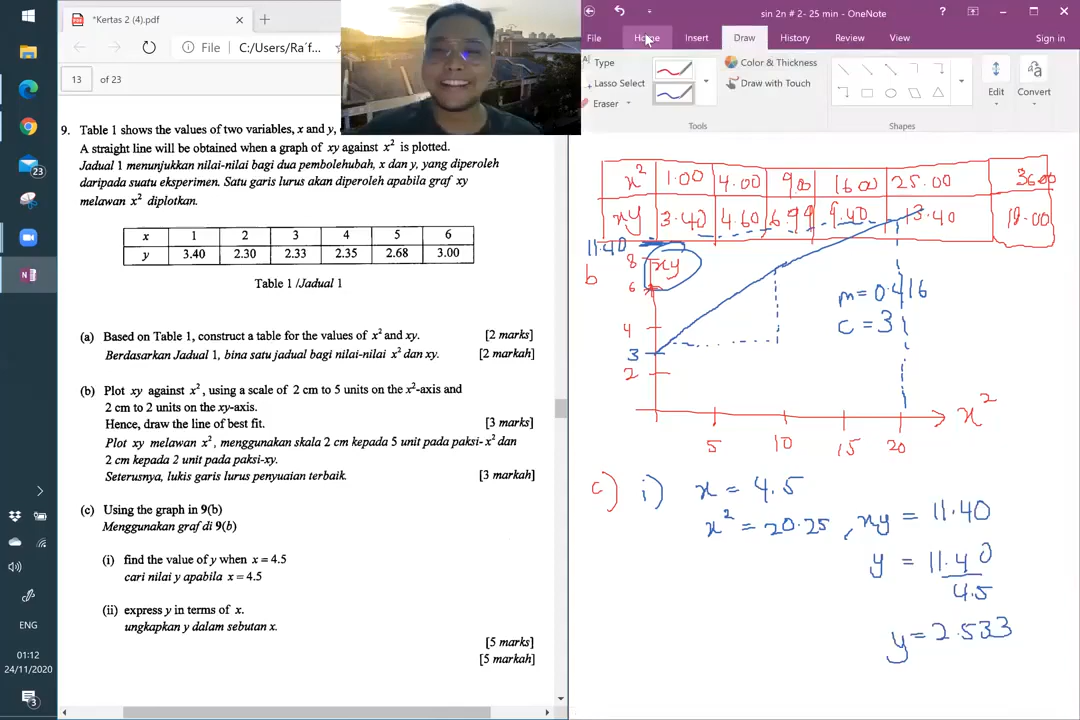 *Kertas 2 (4).pdf
File
C:/Users/Ra´f...
13 of 23
9. Table 1 shows the values of two variables, x and y,
A straight line will be obtained when a graph of xy against x² is plotted.
Jadual 1 menunjukkan nilai-nilai bagi dua pembolehubah, x dan y, yang diperoleh
daripada suatu eksperimen. Satu garis lurus akan diperoleh apabila graf xy
melawan x² diplotkan.
x 1 2 3 4 5 6
y 3.40 2.30 2.33 2.35 2.68 3.00
Table 1 /Jadual 1
(a) Based on Table 1, construct a table for the values of x² and xy. [2 marks]
Berdasarkan Jadual 1, bina satu jadual bagi nilai-nilai x² dan xy. [2 markah]
(b) Plot xy against x², using a scale of 2 cm to 5 units on the x²-axis and
2 cm to 2 units on the xy-axis.
Hence, draw the line of best fit. [3 marks]
Plot xy melawan x², menggunakan skala 2 cm kepada 5 unit pada paksi- x² dan
2 cm kepada 2 unit pada paksi-xy.
Seterusnya, lukis garis lurus penyuaian terbaik. [3 markah]
(c) Using the graph in 9(b)
Menggunakan graf di 9(b)
(i) find the value of y when x = 4.5
cari nilai y apabila x = 4.5
(ii) express y in terms of x.
ungkapkan y dalam sebutan x.
[5 marks]
[5 markah]
23
ENG
01:12
24/11/2020
3
sin 2n # 2- 25 min - OneNote
File Home Insert Draw History Review View Sign in
Type
Lasso Select
Eraser
Color & Thickness
Draw with Touch
Edit
Convert
Tools
Shapes
x² 1.00 4.00 9.00 16.00 25.00 36.00
xy 3.40 4.60 6.99 9.40 13.40 18.00
11.40
b
8
xy
6
4
3
2
m = 0.416
c = 3
5 10 15 20
x²
c) i) x = 4.5
x² = 20.25, xy = 11.40
y = 11.40
4.5
y = 2.533